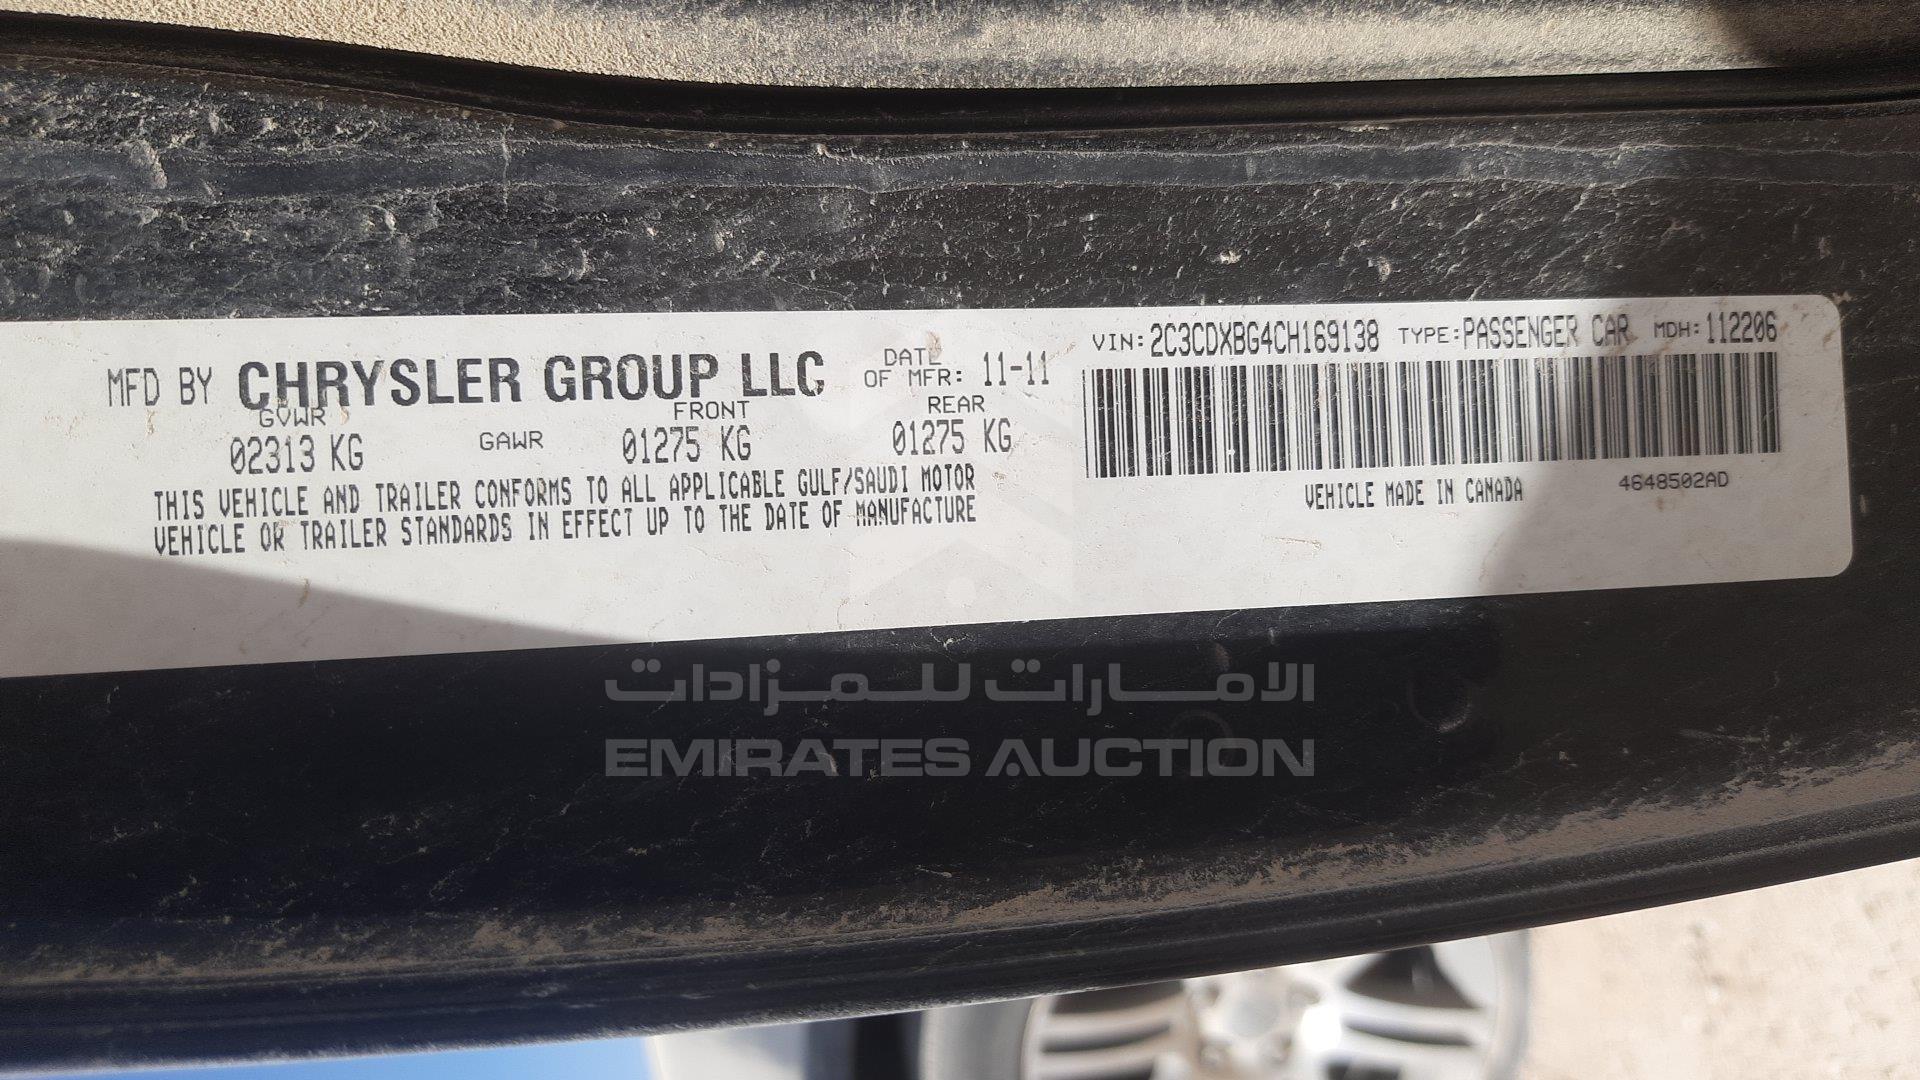 MFD BY CHRYSLER GROUP LLC DATE OF MFR: 11-11
GVWR 02313 KG GAWR FRONT 01275 KG REAR 01275 KG
THIS VEHICLE AND TRAILER CONFORMS TO ALL APPLICABLE GULF/SAUDI MOTOR
VEHICLE OR TRAILER STANDARDS IN EFFECT UP TO THE DATE OF MANUFACTURE
VIN: 2C3CDXBG4CH169138 TYPE: PASSENGER CAR MDH: 112206
VEHICLE MADE IN CANADA 4648502AD
الامارات للمزادات
EMIRATES AUCTION